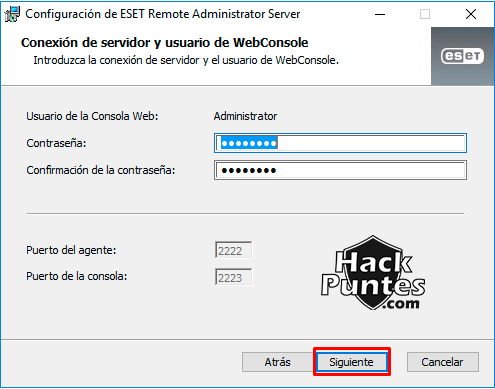 Configuración de ESET Remote Administrator Server
Conexión de servidor y usuario de WebConsole
Introduzca la conexión de servidor y el usuario de WebConsole.
eseT
Usuario de la Consola Web: Administrator
Contraseña: ●●●●●●●●
Confirmación de la contraseña: ●●●●●●●●
Puerto del agente: 2222
Puerto de la consola: 2223
Hack
Puntes
.com
Atrás Siguiente Cancelar